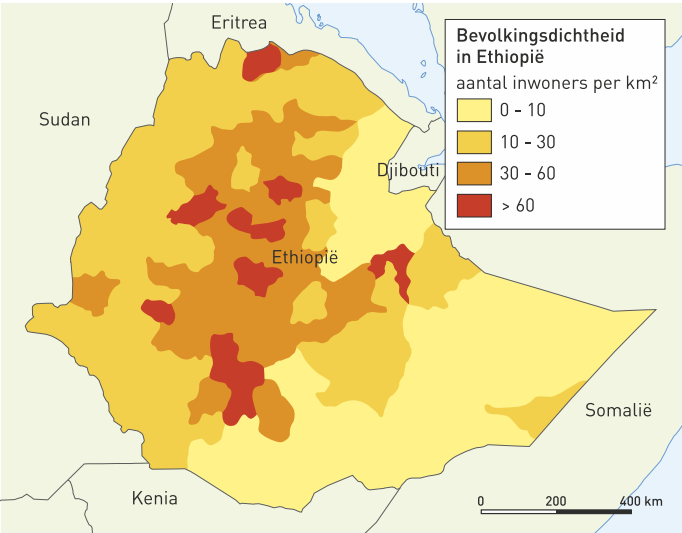 Eritrea
Bevolkingsdichtheid
in Ethiopië
aantal inwoners per km²
0 – 10
10 – 30
30 – 60
> 60
Sudan
Djibouti
Ethiopië
Somalië
Kenia
0 200 400 km